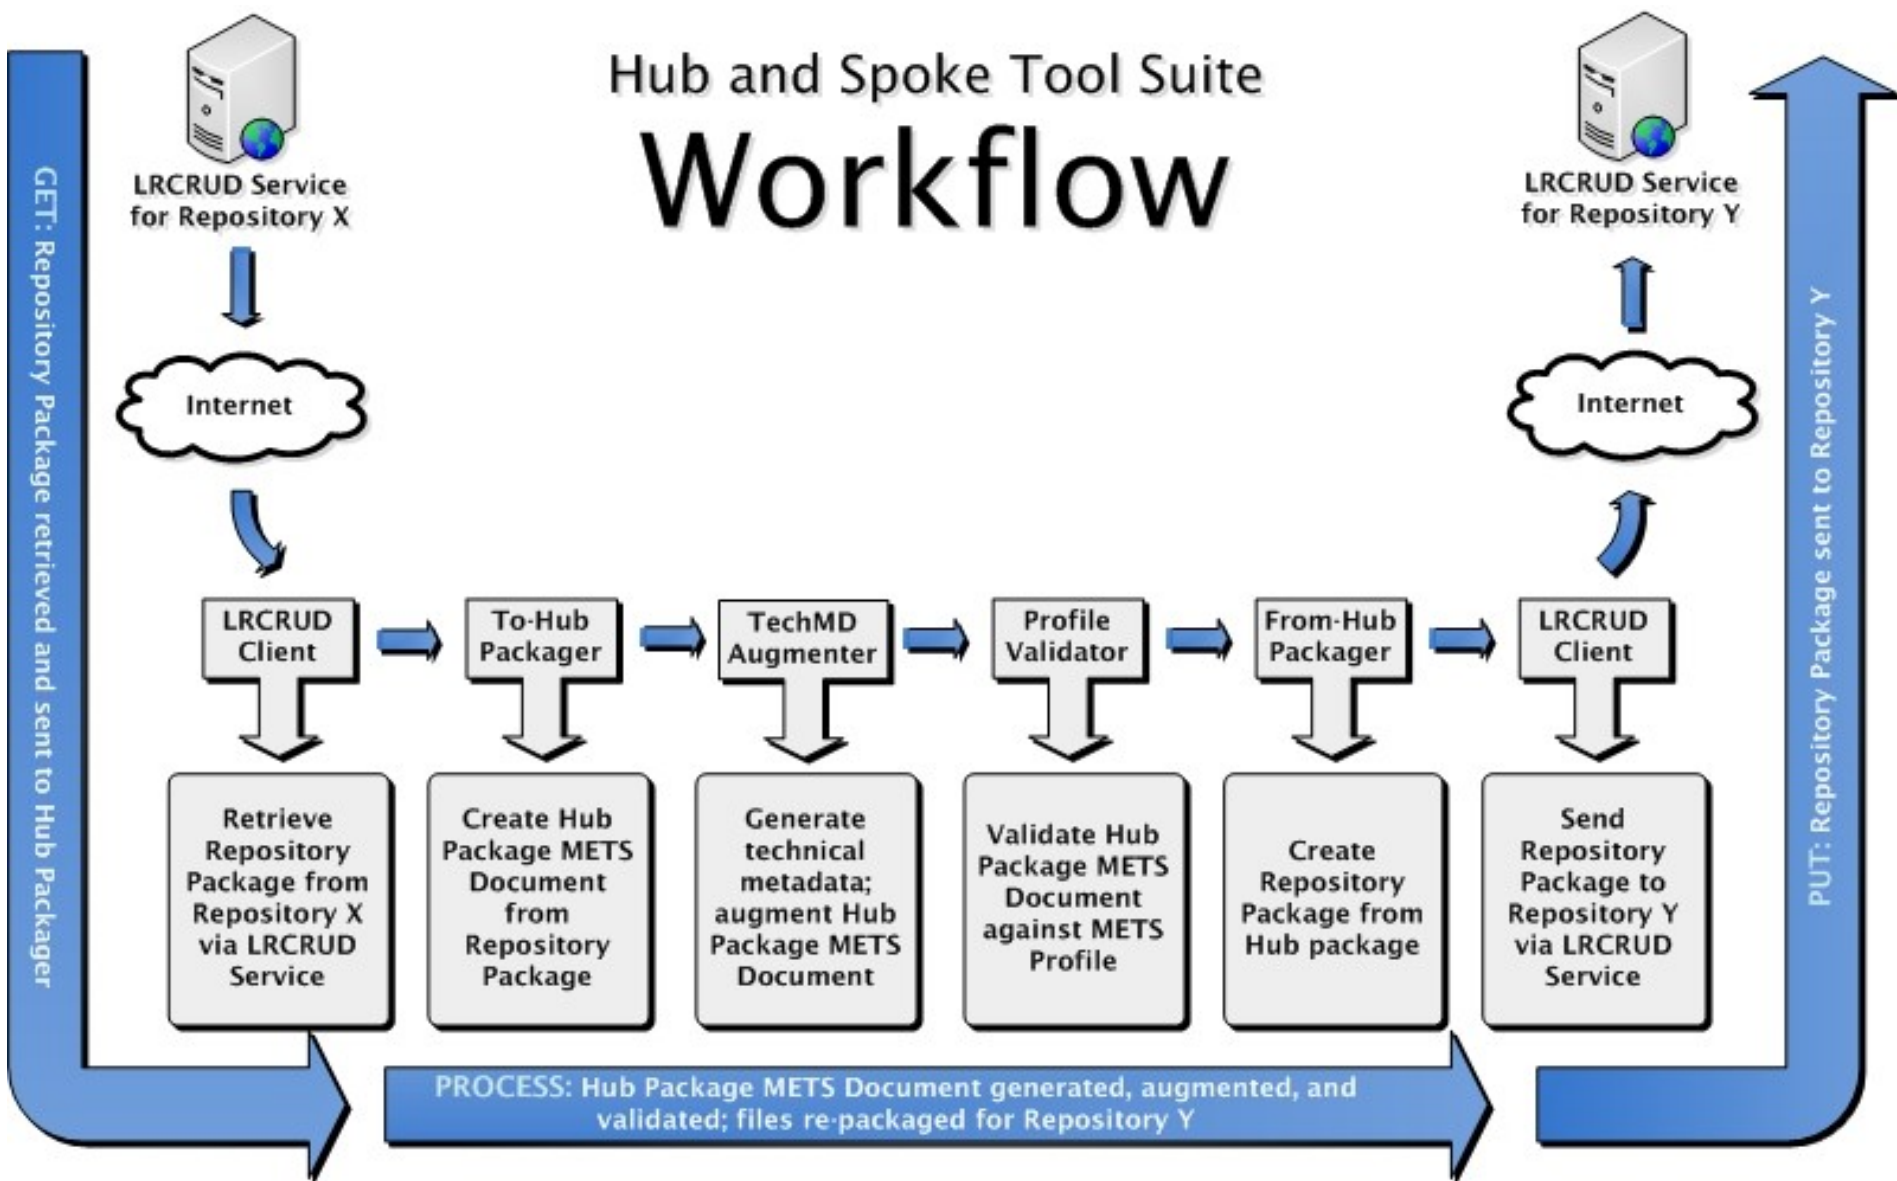 Hub and Spoke Tool Suite
Workflow
LRCRUD Service
for Repository X
Internet
LRCRUD Service
for Repository Y
Internet
GET: Repository Package retrieved and sent to Hub Packager
LRCRUD
Client
To-Hub
Packager
TechMD
Augmenter
Profile
Validator
From-Hub
Packager
LRCRUD
Client
Retrieve
Repository
Package from
Repository X
via LRCRUD
Service
Create Hub
Package METS
Document
from
Repository
Package
Generate
technical
metadata;
augment Hub
Package METS
Document
Validate Hub
Package METS
Document
against METS
Profile
Create
Repository
Package from
Hub package
Send
Repository
Package to
Repository Y
via LRCRUD
Service
PROCESS: Hub Package METS Document generated, augmented, and
validated; files re-packaged for Repository Y
PUT: Repository Package sent to Repository Y